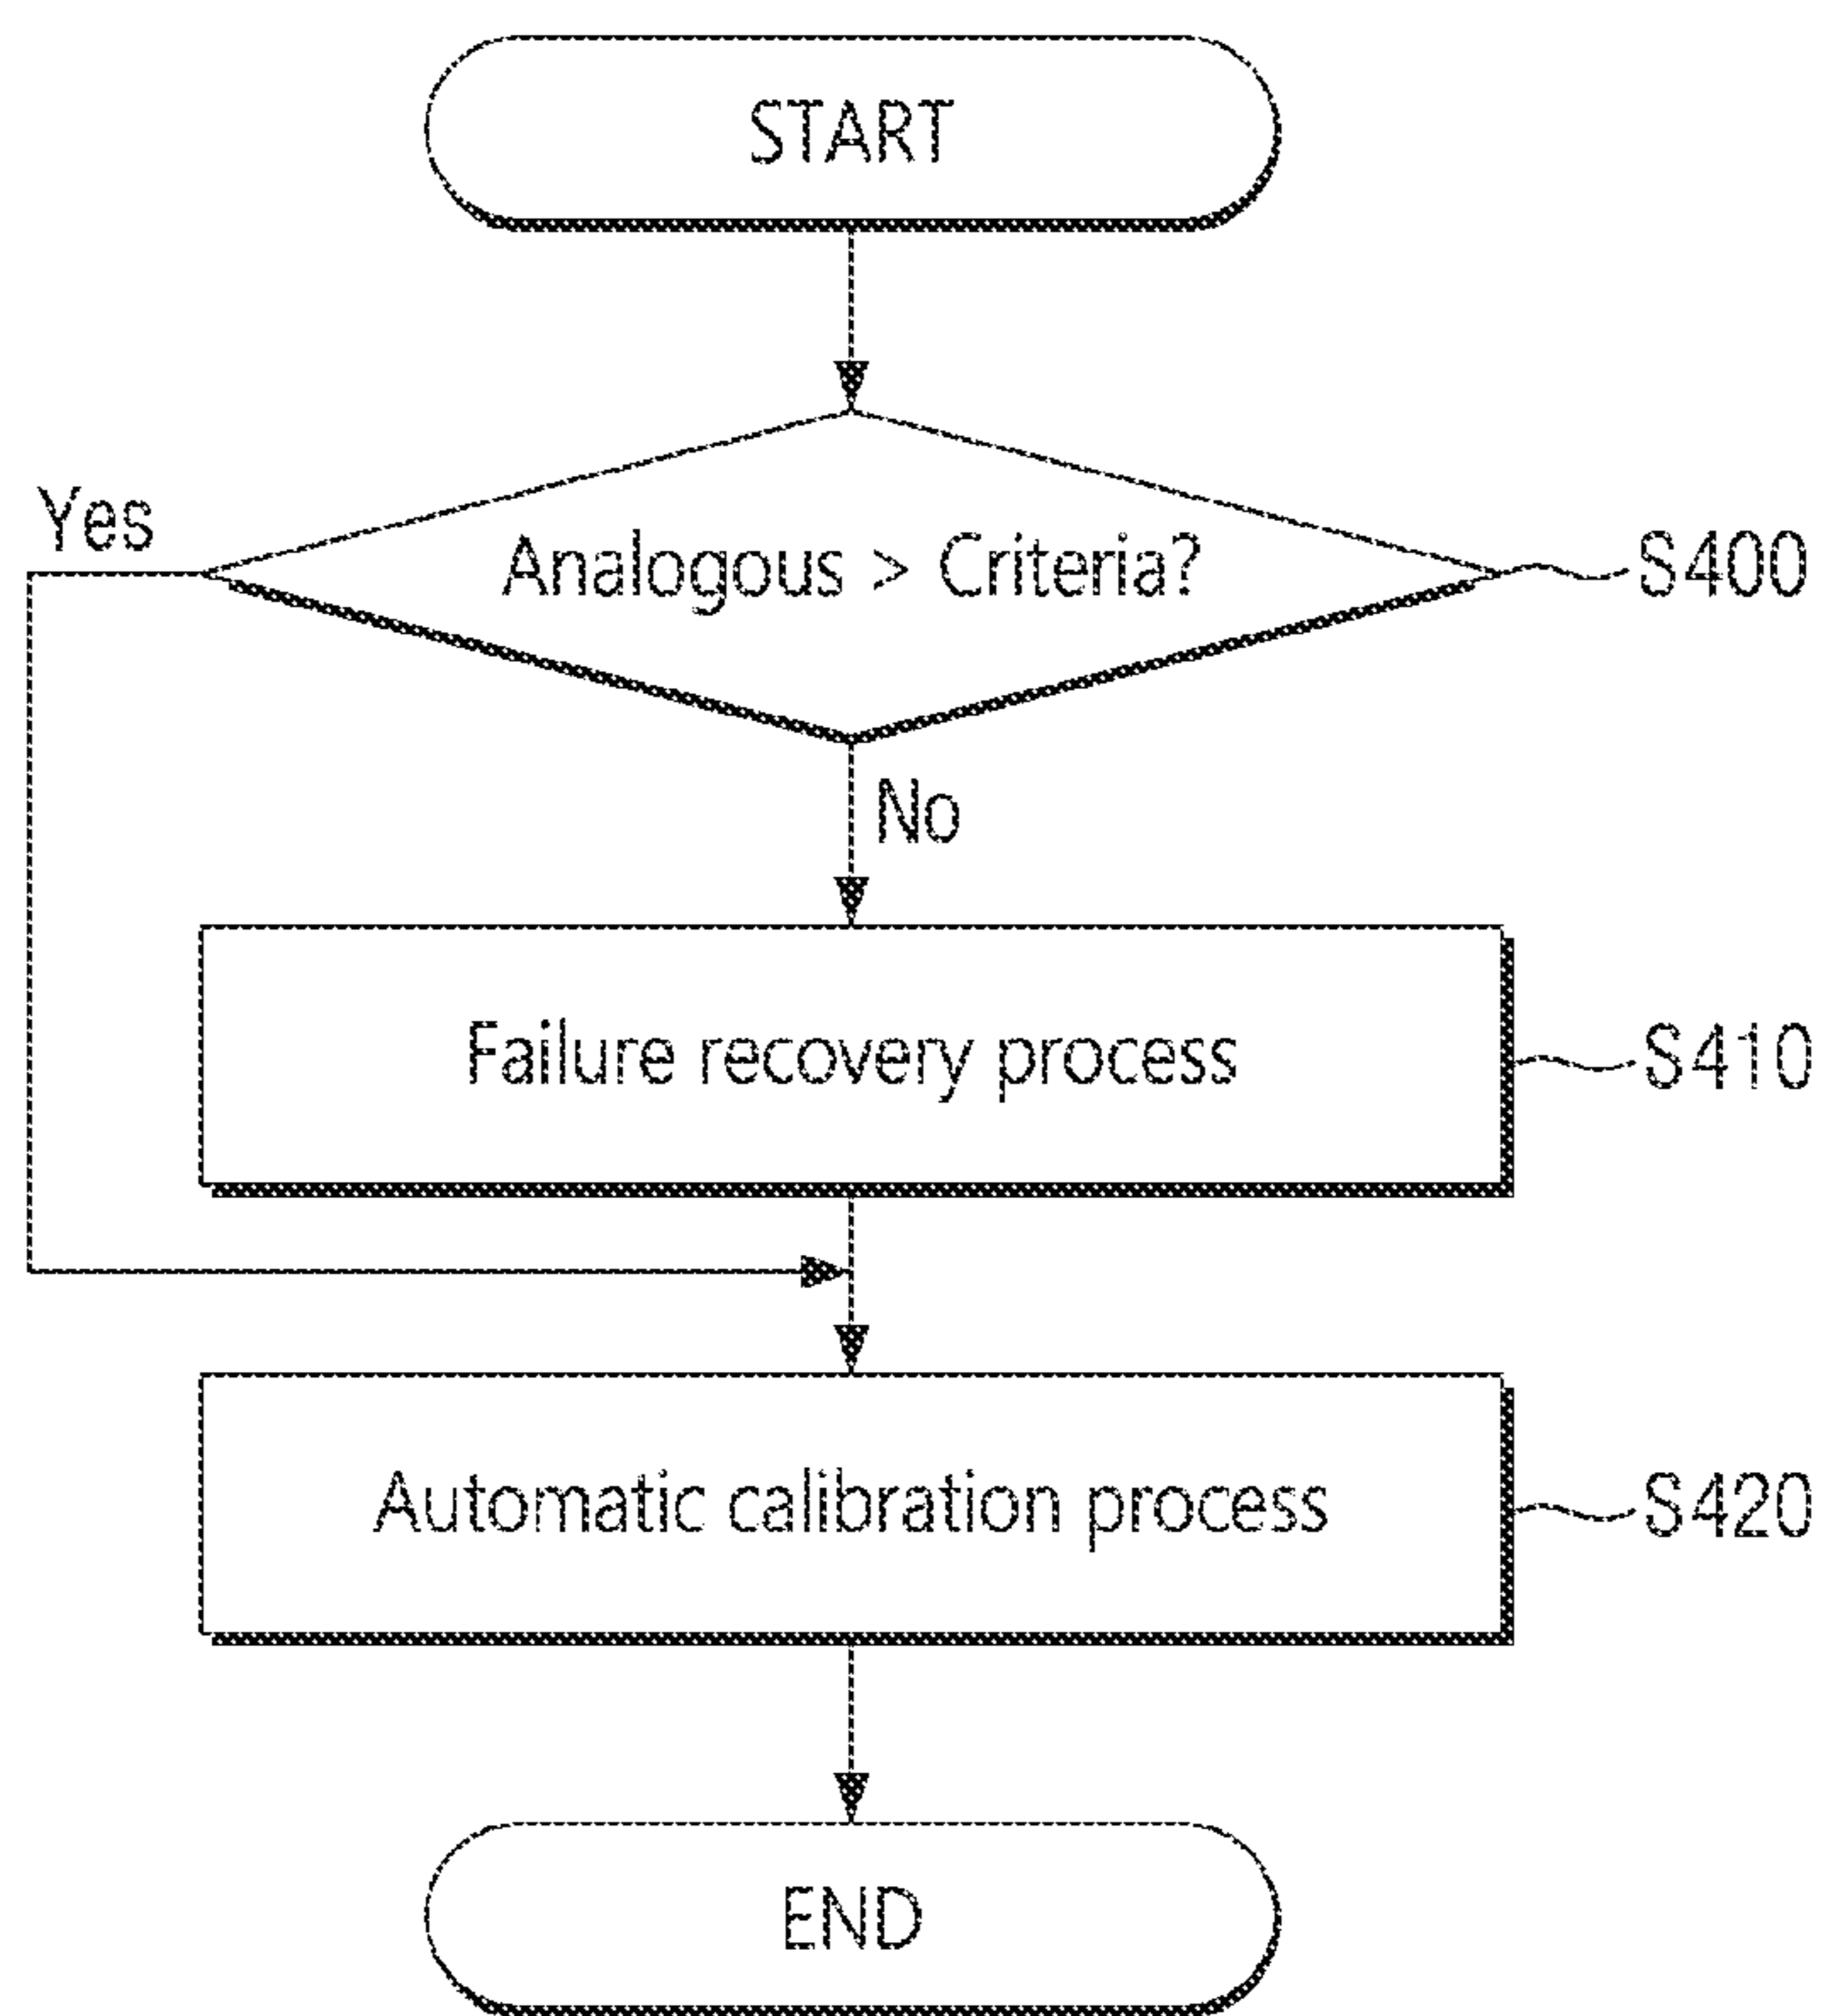 START
Yes
Analogous > Criteria?
S400
No
Failure recovery process
S410
Automatic calibration process
S420
END